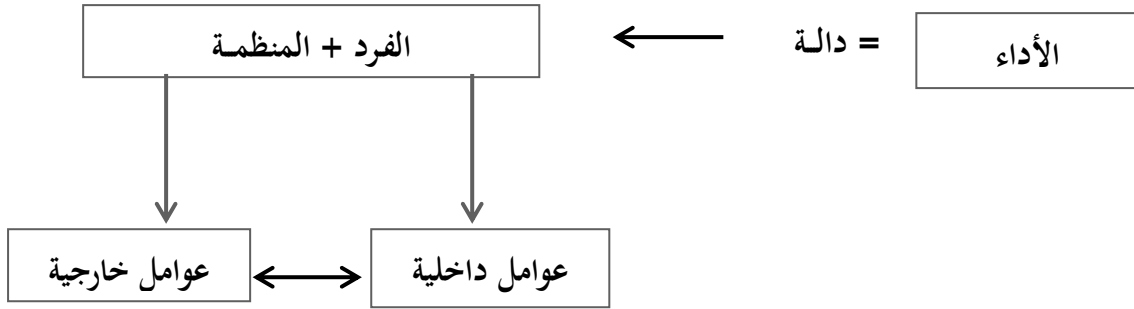 الأداء = دالـة الفرد + المنظمـة
عوامل داخلية عوامل خارجية